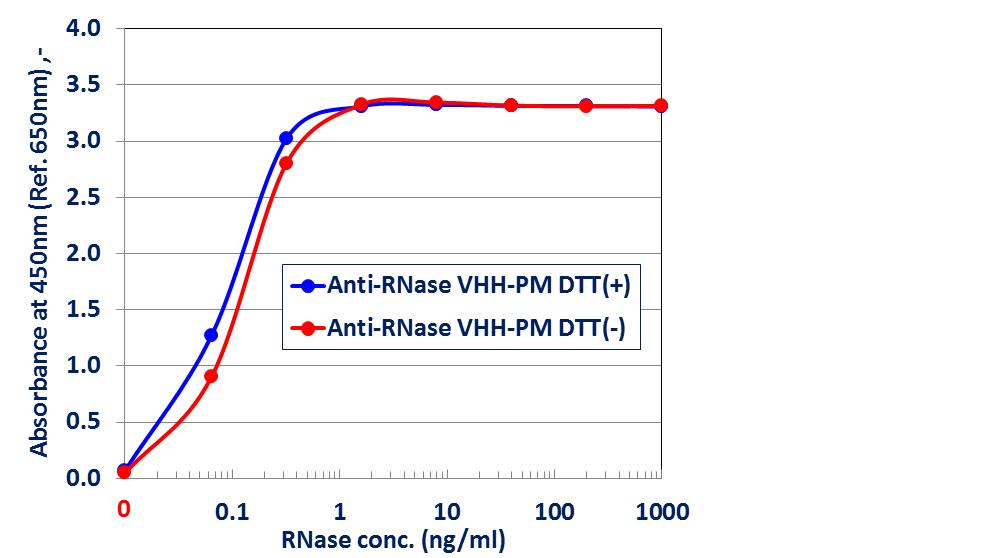 4.0
3.5
3.0
2.5
2.0
1.5
1.0
0.5
0.0
Absorbance at 450nm (Ref. 650nm) ,-
Anti-RNase VHH-PM DTT(+)
Anti-RNase VHH-PM DTT(-)
0 0.1 1 10 100 1000
RNase conc. (ng/ml)